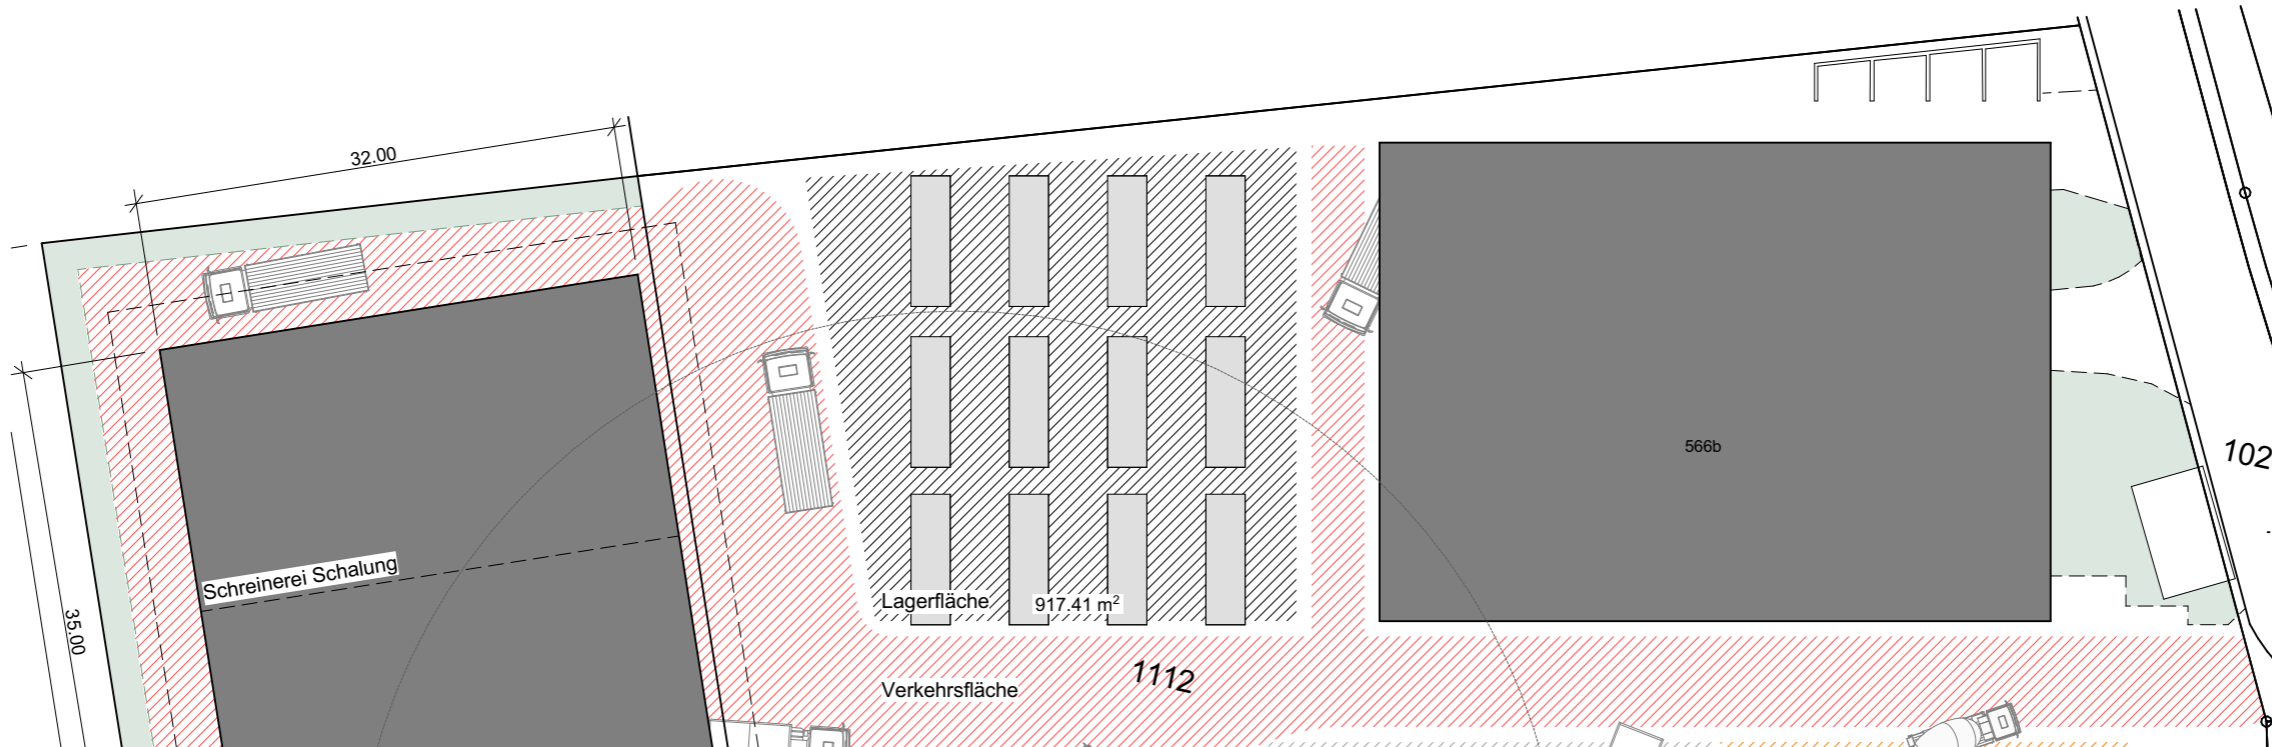 32.00
566b
102
Schreinerei Schalung
35.00
Lagerfläche
917.41 m²
1112
Verkehrsfläche